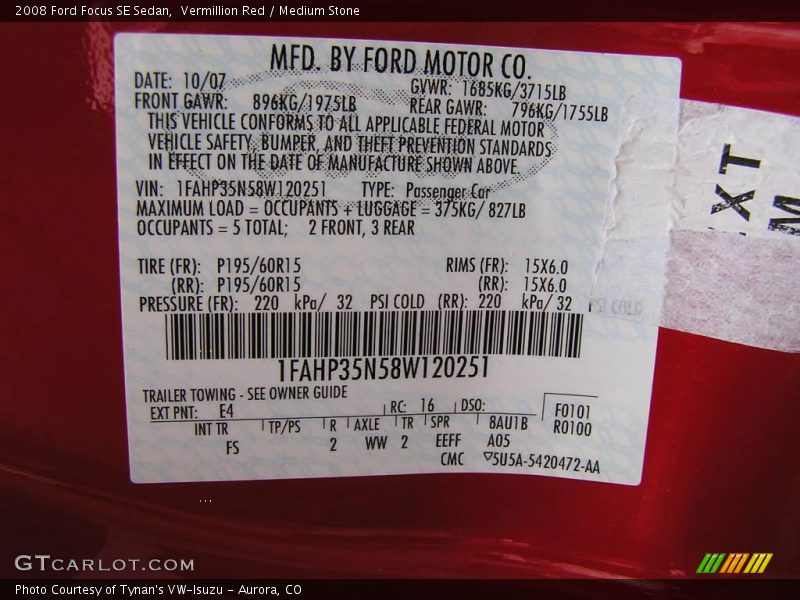 2008 Ford Focus SE Sedan,  Vermillion Red / Medium Stone
MFD. BY FORD MOTOR CO.
DATE: 10/07 GVWR: 1685KG/3715LB
FRONT GAWR: 896KG/1975LB REAR GAWR: 796KG/1755LB
THIS VEHICLE CONFORMS TO ALL APPLICABLE FEDERAL MOTOR
VEHICLE SAFETY, BUMPER, AND THEFT PREVENTION STANDARDS
IN EFFECT ON THE DATE OF MANUFACTURE SHOWN ABOVE.
VIN: 1FAHP35N58W120251 TYPE: Passenger Car
MAXIMUM LOAD = OCCUPANTS + LUGGAGE = 375KG/ 827LB
OCCUPANTS = 5 TOTAL; 2 FRONT, 3 REAR
TIRE (FR): P195/60R15 RIMS (FR): 15X6.0
(RR): P195/60R15 (RR): 15X6.0
PRESSURE (FR): 220 kPa/ 32 PSI COLD (RR): 220 kPa/ 32 PSI COLD
1FAHP35N58W120251
TRAILER TOWING - SEE OWNER GUIDE
EXT PNT: E4 RC: 16 DSO: F0101
INT TR TP/PS R AXLE TR SPR 8AU1B R0100
FS 2 WW 2 EEFF A05
CMC ▽5U5A-5420472-AA
XT
GTCARLOT.COM
Photo Courtesy of Tynan's VW-Isuzu - Aurora, CO